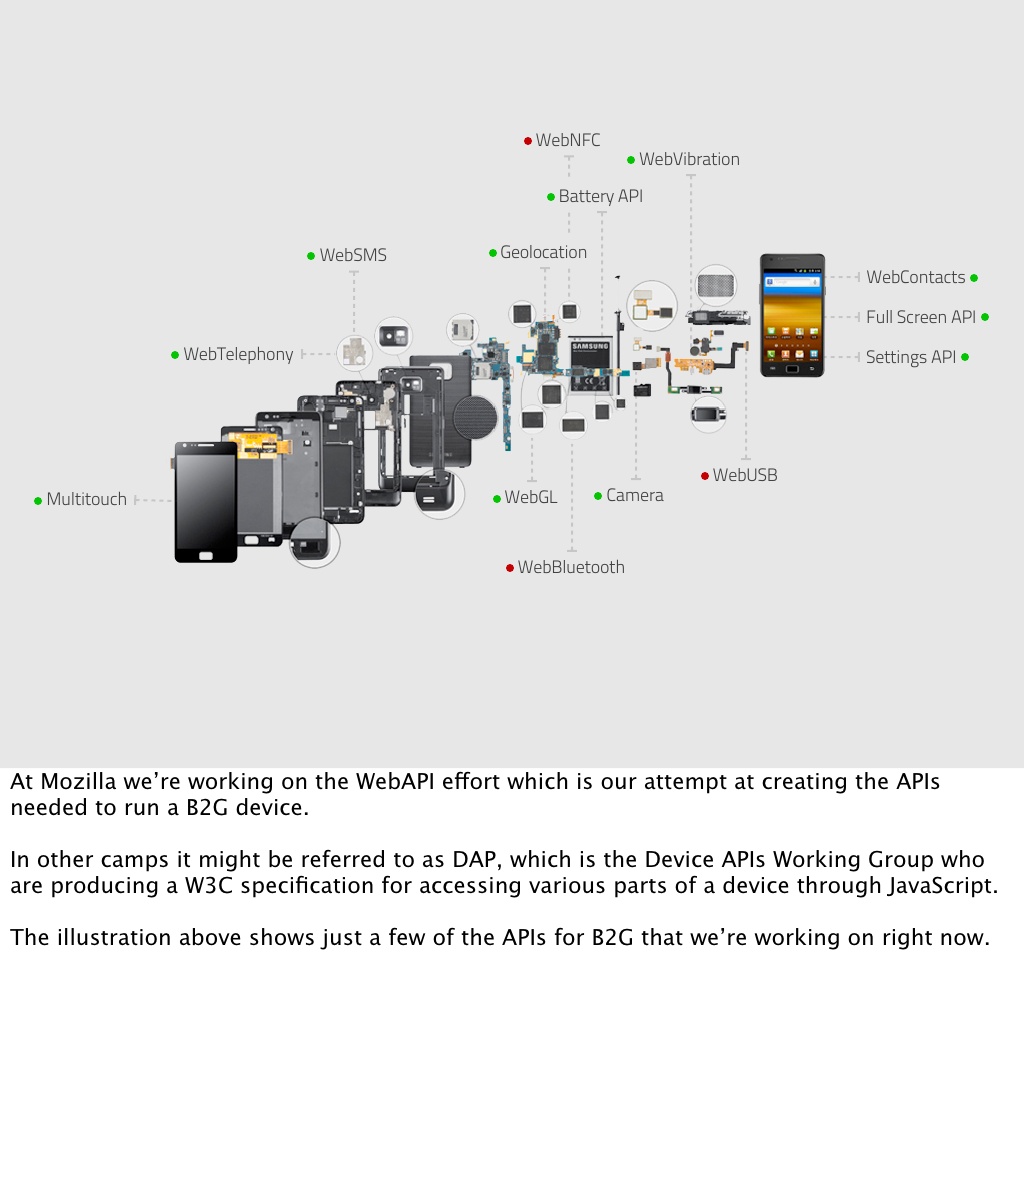 WebNFC
WebVibration
Battery API
Geolocation
WebSMS
WebContacts
Full Screen API
SAMSUNG
WebTelephony
Settings API
WebUSB
Multitouch
WebGL
Camera
WebBluetooth
At Mozilla we’re working on the WebAPI effort which is our attempt at creating the APIs
needed to run a B2G device.
In other camps it might be referred to as DAP, which is the Device APIs Working Group who
are producing a W3C specification for accessing various parts of a device through JavaScript.
The illustration above shows just a few of the APIs for B2G that we’re working on right now.